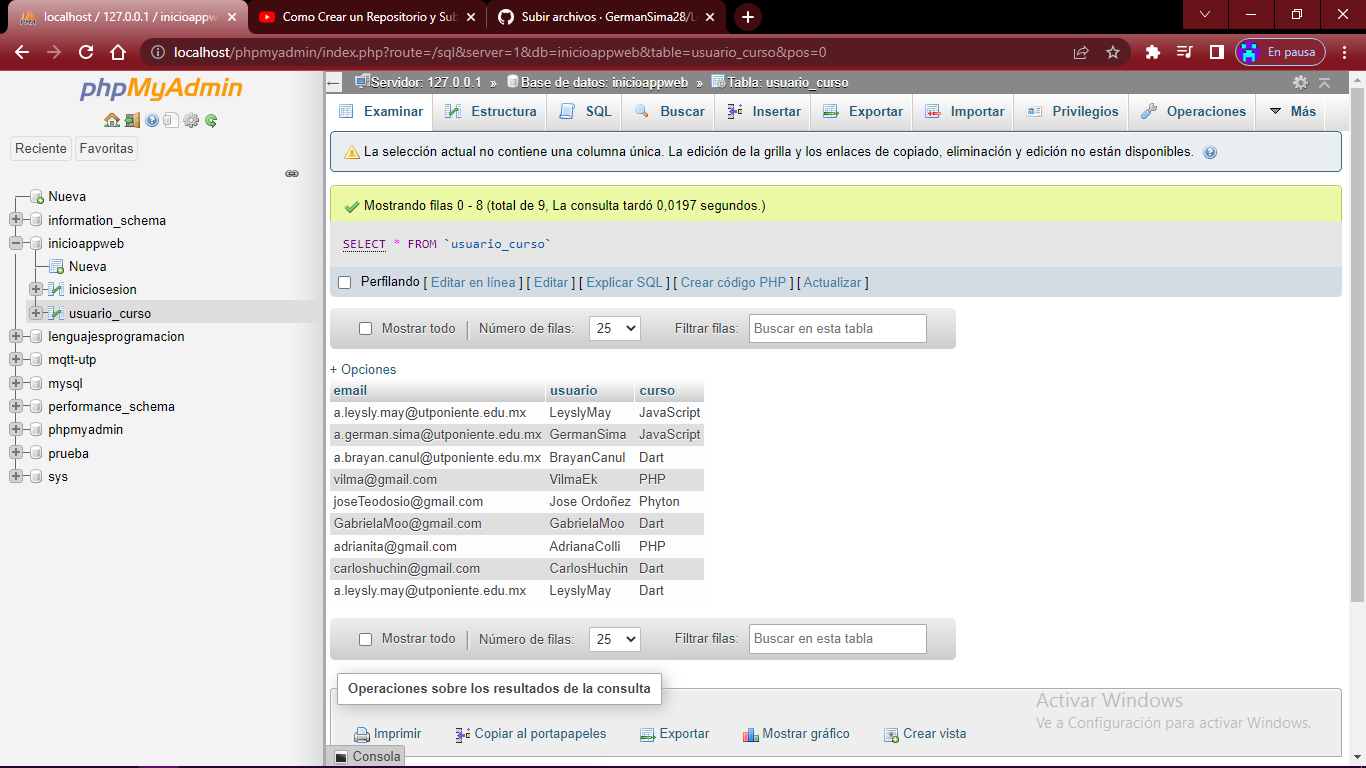 localhost / 127.0.0.1 / inicioappw
Como Crear un Repositorio y Sub
Subir archivos · GermanSima28/L
localhost/phpmyadmin/index.php?route=/sql&server=1&db=inicioappweb&table=usuario_curso&pos=0
En pausa
phpMyAdmin
Reciente
Favoritas
Nueva
information_schema
inicioappweb
Nueva
iniciosesion
usuario_curso
lenguajesprogramacion
mqtt-utp
mysql
performance_schema
phpmyadmin
prueba
sys
Servidor: 127.0.0.1 » Base de datos: inicioappweb » Tabla: usuario_curso
Examinar Estructura SQL Buscar Insertar Exportar Importar Privilegios Operaciones Más
La selección actual no contiene una columna única. La edición de la grilla y los enlaces de copiado, eliminación y edición no están disponibles.
Mostrando filas 0 - 8 (total de 9, La consulta tardó 0,0197 segundos.)
SELECT * FROM `usuario_curso`
Perfilando [ Editar en línea ] [ Editar ] [ Explicar SQL ] [ Crear código PHP ] [ Actualizar ]
Mostrar todo | Número de filas: 25 Filtrar filas: Buscar en esta tabla
+ Opciones
email usuario curso
a.leysly.may@utponiente.edu.mx LeyslyMay JavaScript
a.german.sima@utponiente.edu.mx GermanSima JavaScript
a.brayan.canul@utponiente.edu.mx BrayanCanul Dart
vilma@gmail.com VilmaEk PHP
joseTeodosio@gmail.com Jose Ordoñez Phyton
GabrielaMoo@gmail.com GabrielaMoo Dart
adrianita@gmail.com AdrianaColli PHP
carloshuchin@gmail.com CarlosHuchin Dart
a.leysly.may@utponiente.edu.mx LeyslyMay Dart
Mostrar todo | Número de filas: 25 Filtrar filas: Buscar en esta tabla
Operaciones sobre los resultados de la consulta
Imprimir Copiar al portapapeles Exportar Mostrar gráfico Crear vista
Consola
Activar Windows
Ve a Configuración para activar Windows.